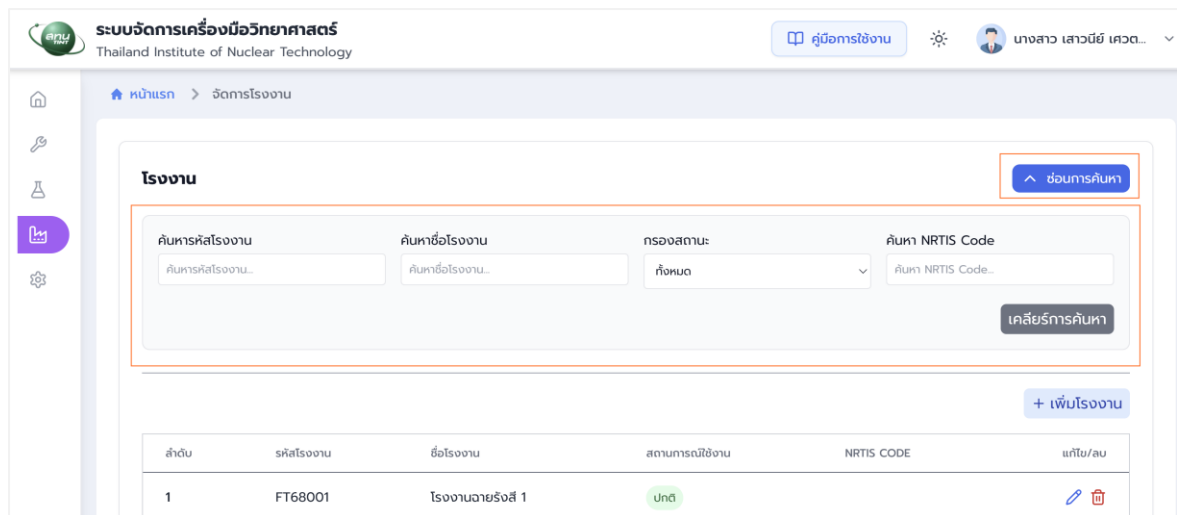 สทน
TINT
ระบบจัดการเครื่องมือวิทยาศาสตร์
Thailand Institute of Nuclear Technology
คู่มือการใช้งาน
นางสาว เสาวนีย์ เศวต...
หน้าแรก > จัดการโรงงาน
โรงงาน
ซ่อนการค้นหา
ค้นหารหัสโรงงาน
ค้นหาชื่อโรงงาน
กรองสถานะ
ค้นหา NRTIS Code
ค้นหารหัสโรงงาน...
ค้นหาชื่อโรงงาน...
ทั้งหมด
ค้นหา NRTIS Code...
เคลียร์การค้นหา
+ เพิ่มโรงงาน
ลำดับ รหัสโรงงาน ชื่อโรงงาน สถานการณ์ใช้งาน NRTIS CODE แก้ไข/ลบ
1 FT68001 โรงงานฉายรังสี 1 ปกติ